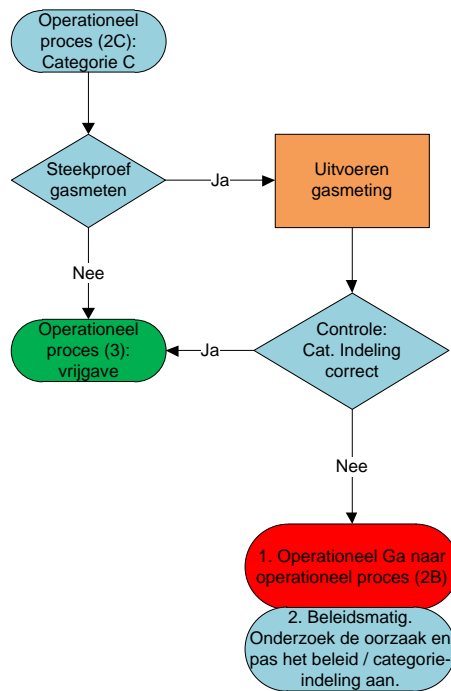 Operationeel
proces (2C):
Categorie C
Steekproef
gasmeten
Ja
Uitvoeren
gasmeting
Nee
Operationeel
proces (3):
vrijgave
Ja
Controle:
Cat. Indeling
correct
Nee
1. Operationeel Ga naar
operationeel proces (2B)
2. Beleidsmatig.
Onderzoek de oorzaak en
pas het beleid / categorie-
indeling aan.